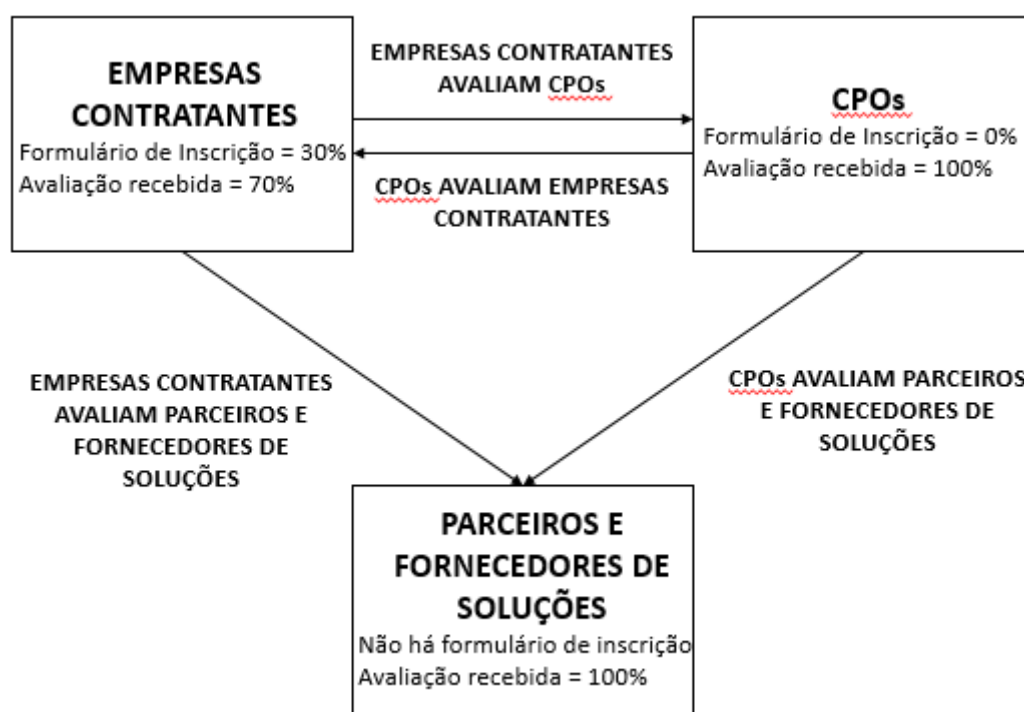 EMPRESAS
CONTRATANTES
Formulário de Inscrição = 30%
Avaliação recebida = 70%
EMPRESAS CONTRATANTES
AVALIAM CPOs
CPOs AVALIAM EMPRESAS
CONTRATANTES
CPOs
Formulário de Inscrição = 0%
Avaliação recebida = 100%
EMPRESAS CONTRATANTES
AVALIAM PARCEIROS E
FORNECEDORES DE
SOLUÇÕES
CPOs AVALIAM PARCEIROS
E FORNECEDORES DE
SOLUÇÕES
PARCEIROS E
FORNECEDORES DE
SOLUÇÕES
Não há formulário de inscrição
Avaliação recebida = 100%